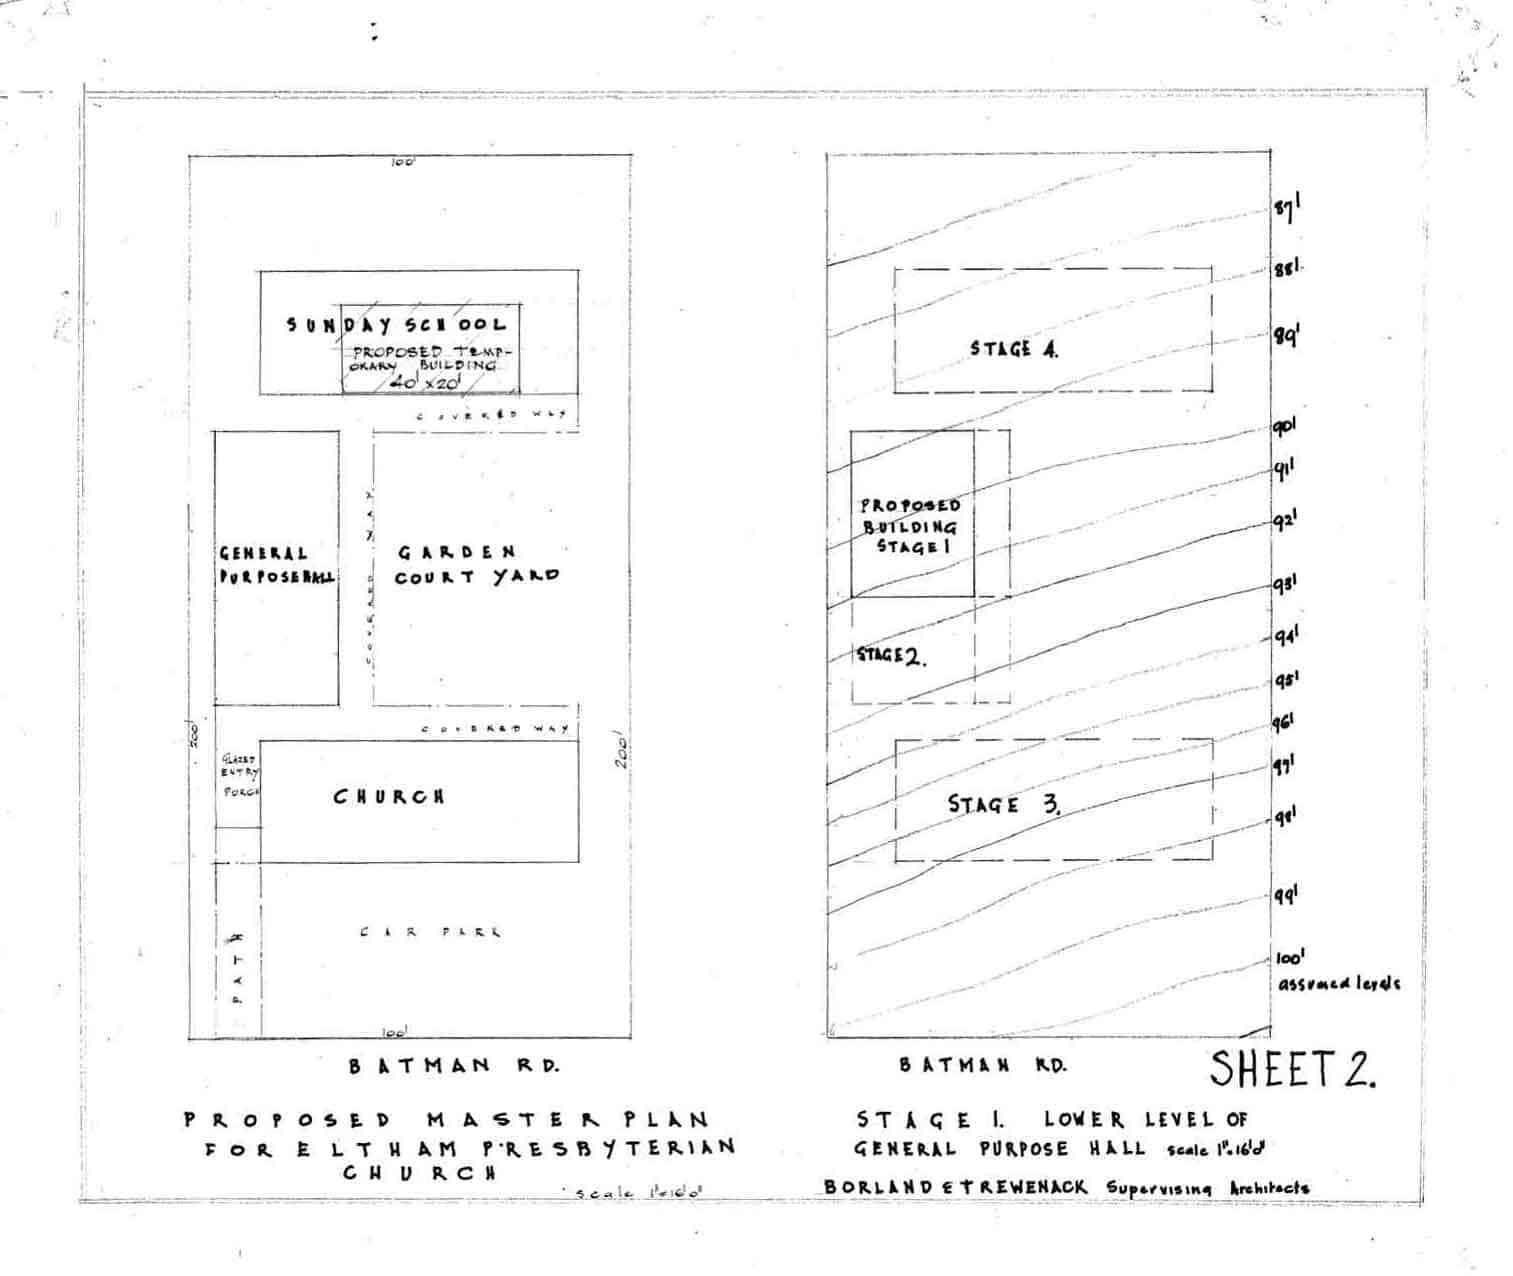 100'
SUNDAY SCHOOL
PROPOSED TEMP-
ORARY BUILDING
40' x 20'
COVERED WAY
GENERAL
PURPOSE HALL
COVERED WAY
GARDEN
COURT YARD
COVERED WAY
200'
200'
GLAZED
ENTRY
PORCH
CHURCH
CAR PARK
PATH
100'
BATMAN RD.
PROPOSED MASTER PLAN
FOR ELTHAM PRESBYTERIAN
CHURCH
scale 1"=16'0"
87'
88'
89'
STAGE 4.
90'
91'
92'
PROPOSED
BUILDING
STAGE 1
93'
94'
STAGE 2.
95'
96'
97'
STAGE 3.
98'
99'
100'
assumed levels
BATMAN RD.
SHEET 2.
STAGE 1. LOWER LEVEL OF
GENERAL PURPOSE HALL scale 1"=16'0"
BORLAND & TREWENACK Supervising Architects